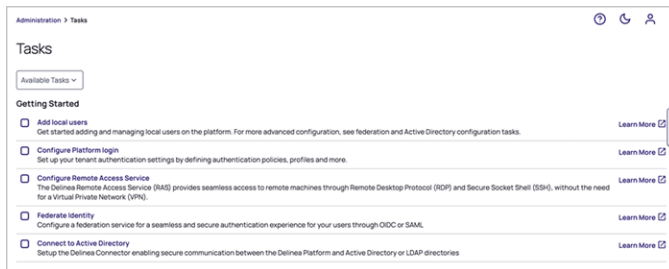 Administration > Tasks
Tasks
Available Tasks
Getting Started
Add local users
Learn More
Get started adding and managing local users on the platform. For more advanced configuration, see federation and Active Directory configuration tasks.
Configure Platform login
Learn More
Set up your tenant authentication settings by defining authentication policies, profiles and more.
Configure Remote Access Service
Learn More
The Delinea Remote Access Service (RAS) provides seamless access to remote machines through Remote Desktop Protocol (RDP) and Secure Socket Shell (SSH), without the need
for a Virtual Private Network (VPN).
Federate Identity
Learn More
Configure a federation service for a seamless and secure authentication experience for your users through OIDC or SAML
Connect to Active Directory
Learn More
Setup the Delinea Connector enabling secure communication between the Delinea Platform and Active Directory or LDAP directories